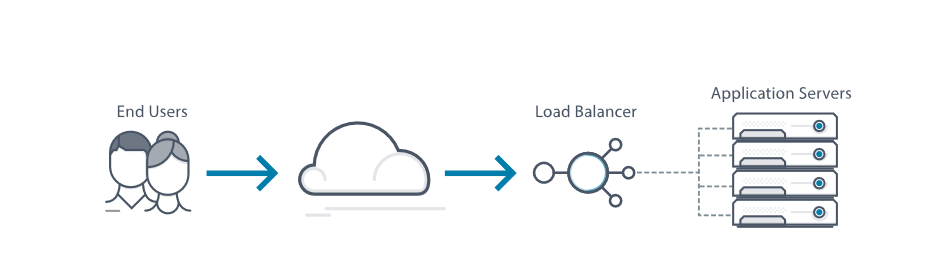 End Users
Load Balancer
Application Servers